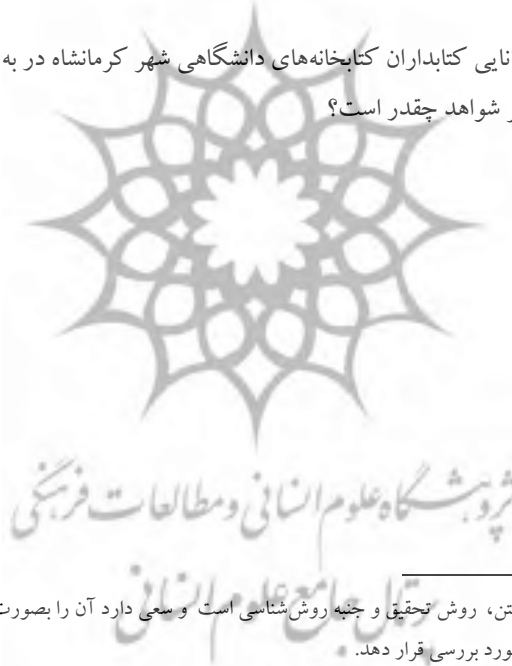 نایی کتابداران کتابخانه‌های دانشگاهی شهر کرمانشاه در به
ر شواهد چقدر است؟
پژوهشگاه علوم انسانی و مطالعات فرهنگی
پرتال جامع علوم انسانی
تن، روش تحقیق و جنبه روش‌شناسی است و سعی دارد آن را بصورت
ورد بررسی قرار دهد.